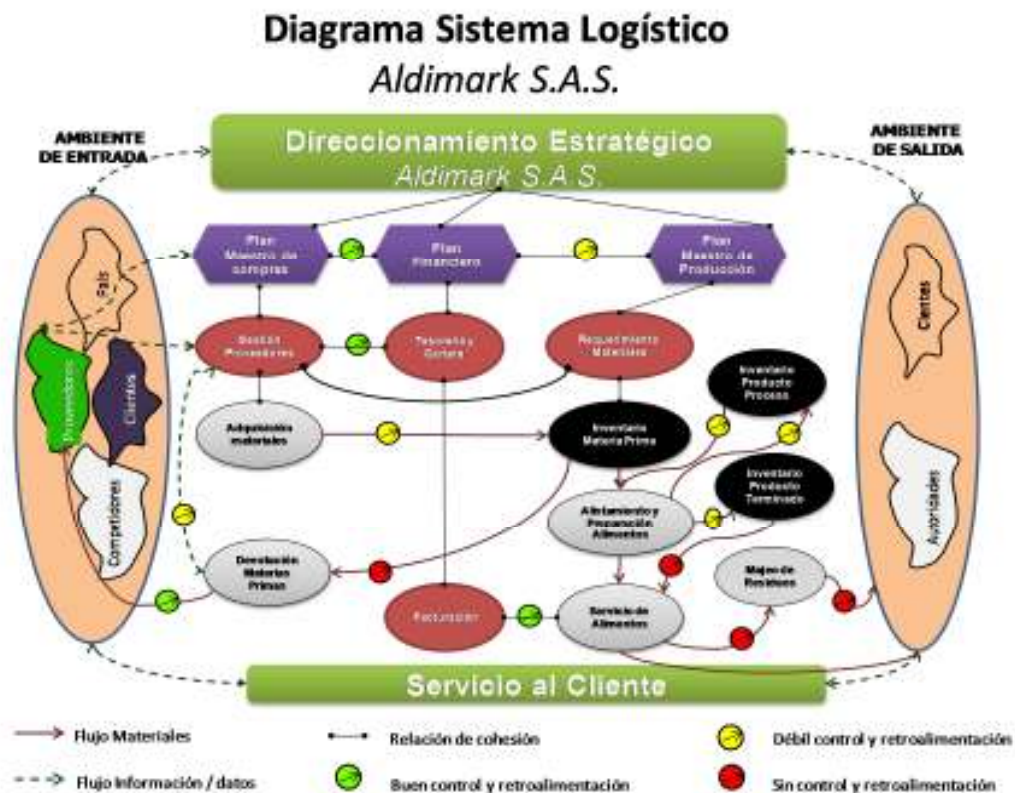 Diagrama Sistema Logístico
Aldimark S.A.S.
AMBIENTE
DE ENTRADA
Direccionamiento Estratégico
Aldimark S.A.S.
AMBIENTE
DE SALIDA
Plan
Maestro de
compras
Plan
Financiero
Plan
Maestro de
Producción
País
Proveedores
Clientes
Competidores
Clientes
Autoridades
Gestión
Proveedores
Tesorería y
Cartera
Requerimiento
Materiales
Inventario
Producto
Proceso
Adquisición
materiales
Inventario
Materia Prima
Inventario
Producto
Terminado
Alistamiento y
Preparación
Alimentos
Devolución
Materias
Primas
Majeo de
Residuos
Facturación
Servicio de
Alimentos
Servicio al Cliente
Flujo Materiales
Relación de cohesión
Débil control y retroalimentación
Flujo Información / datos
Buen control y retroalimentación
Sin control y retroalimentación